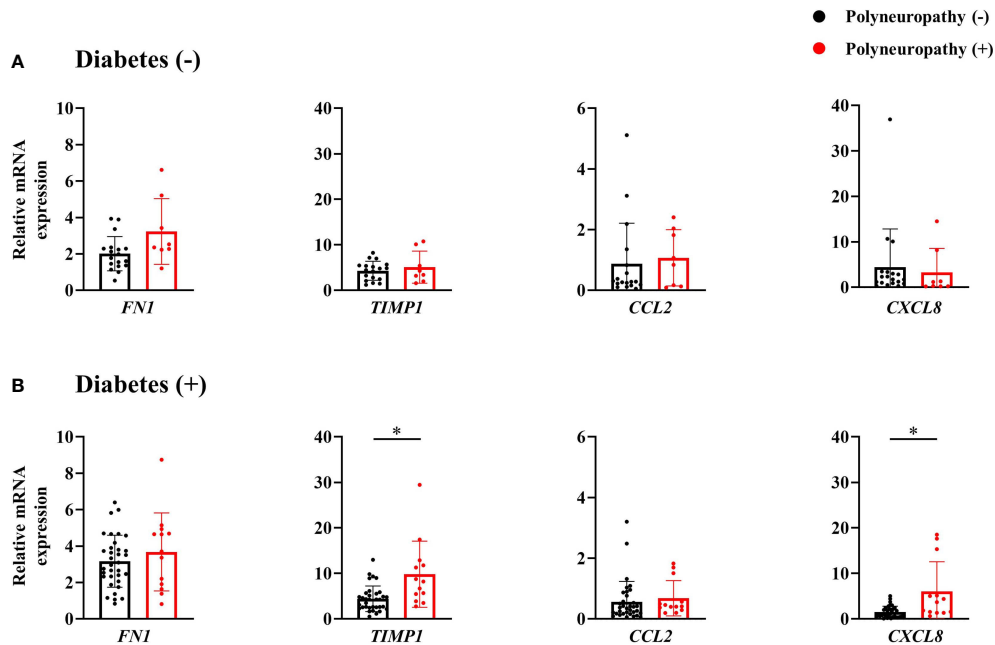 Polyneuropathy (-)
Polyneuropathy (+)
A Diabetes (-)
Relative mRNA
expression
10
8
6
4
2
0
FN1
40
30
20
10
0
TIMP1
6
4
2
0
CCL2
40
30
20
10
0
CXCL8
B Diabetes (+)
Relative mRNA
expression
10
8
6
4
2
0
FN1
40
30
20
10
0
*
TIMP1
6
4
2
0
CCL2
40
30
20
10
0
*
CXCL8